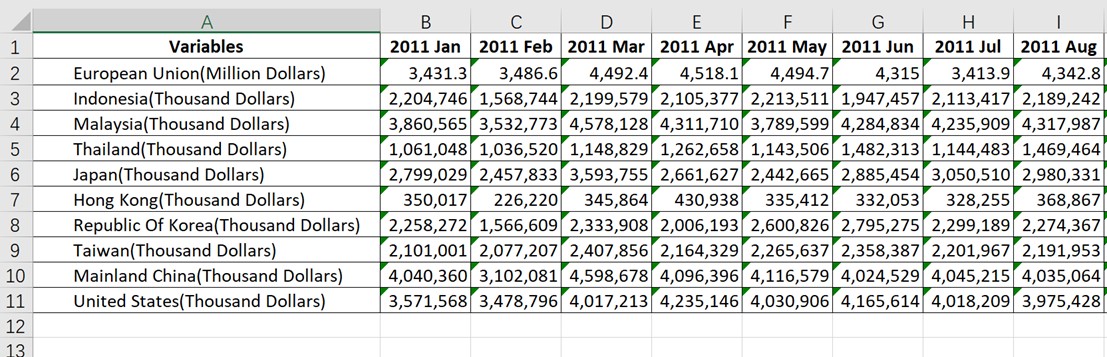 A B C D E F G H I
1 Variables 2011 Jan 2011 Feb 2011 Mar 2011 Apr 2011 May 2011 Jun 2011 Jul 2011 Aug
2 European Union(Million Dollars) 3,431.3 3,486.6 4,492.4 4,518.1 4,494.7 4,315 3,413.9 4,342.8
3 Indonesia(Thousand Dollars) 2,204,746 1,568,744 2,199,579 2,105,377 2,213,511 1,947,457 2,113,417 2,189,242
4 Malaysia(Thousand Dollars) 3,860,565 3,532,773 4,578,128 4,311,710 3,789,599 4,284,834 4,235,909 4,317,987
5 Thailand(Thousand Dollars) 1,061,048 1,036,520 1,148,829 1,262,658 1,143,506 1,482,313 1,144,483 1,469,464
6 Japan(Thousand Dollars) 2,799,029 2,457,833 3,593,755 2,661,627 2,442,665 2,885,454 3,050,510 2,980,331
7 Hong Kong(Thousand Dollars) 350,017 226,220 345,864 430,938 335,412 332,053 328,255 368,867
8 Republic Of Korea(Thousand Dollars) 2,258,272 1,566,609 2,333,908 2,006,193 2,600,826 2,795,275 2,299,189 2,274,367
9 Taiwan(Thousand Dollars) 2,101,001 2,077,207 2,407,856 2,164,329 2,265,637 2,358,387 2,201,967 2,191,953
10 Mainland China(Thousand Dollars) 4,040,360 3,102,081 4,598,678 4,096,396 4,116,579 4,024,529 4,045,215 4,035,064
11 United States(Thousand Dollars) 3,571,568 3,478,796 4,017,213 4,235,146 4,030,906 4,165,614 4,018,209 3,975,428
12
13